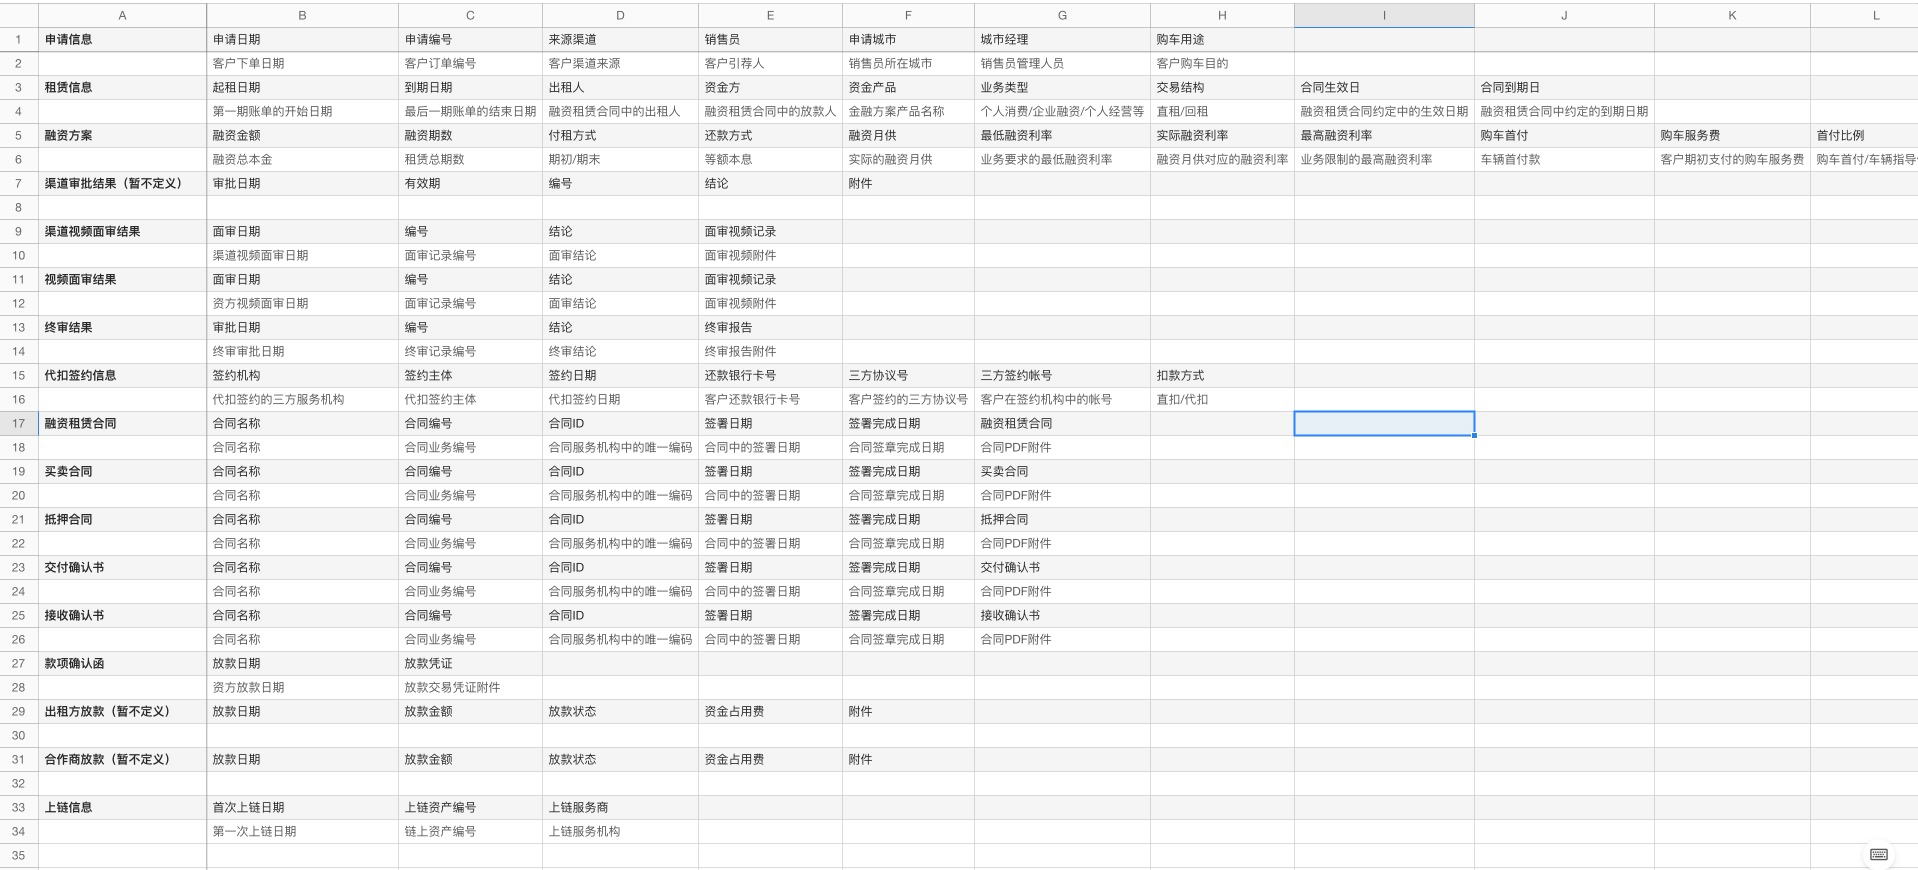 A B C D E F G H I J K L
1 申请信息 申请日期 申请编号 来源渠道 销售员 申请城市 城市经理 购车用途
2 客户下单日期 客户订单编号 客户渠道来源 客户引荐人 销售员所在城市 销售员管理人员 客户购车目的
3 租赁信息 起租日期 到期日期 出租人 资金方 资金产品 业务类型 交易结构 合同生效日 合同到期日
4 第一期账单的开始日期 最后一期账单的结束日期 融资租赁合同中的出租人 融资租赁合同中的放款人 金融方案产品名称 个人消费/企业融资/个人经营等 直租/回租 融资租赁合同约定中的生效日期 融资租赁合同中约定的到期日期
5 融资方案 融资金额 融资期数 付租方式 还款方式 融资月供 最低融资利率 实际融资利率 最高融资利率 购车首付 购车服务费 首付比例
6 融资总本金 租赁总期数 期初/期末 等额本息 实际的融资月供 业务要求的最低融资利率 融资月供对应的融资利率 业务限制的最高融资利率 车辆首付款 客户期初支付的购车服务费 购车首付/车辆指导
7 渠道审批结果（暂不定义） 审批日期 有效期 编号 结论 附件
8
9 渠道视频面审结果 面审日期 编号 结论 面审视频记录
10 渠道视频面审日期 面审记录编号 面审结论 面审视频附件
11 视频面审结果 面审日期 编号 结论 面审视频记录
12 资方视频面审日期 面审记录编号 面审结论 面审视频附件
13 终审结果 审批日期 编号 结论 终审报告
14 终审审批日期 终审记录编号 终审结论 终审报告附件
15 代扣签约信息 签约机构 签约主体 签约日期 还款银行卡号 三方协议号 三方签约帐号 扣款方式
16 代扣签约的三方服务机构 代扣签约主体 代扣签约日期 客户还款银行卡号 客户签约的三方协议号 客户在签约机构中的帐号 直扣/代扣
17 融资租赁合同 合同名称 合同编号 合同ID 签署日期 签署完成日期 融资租赁合同
18 合同名称 合同业务编号 合同服务机构中的唯一编码 合同中的签署日期 合同签章完成日期 合同PDF附件
19 买卖合同 合同名称 合同编号 合同ID 签署日期 签署完成日期 买卖合同
20 合同名称 合同业务编号 合同服务机构中的唯一编码 合同中的签署日期 合同签章完成日期 合同PDF附件
21 抵押合同 合同名称 合同编号 合同ID 签署日期 签署完成日期 抵押合同
22 合同名称 合同业务编号 合同服务机构中的唯一编码 合同中的签署日期 合同签章完成日期 合同PDF附件
23 交付确认书 合同名称 合同编号 合同ID 签署日期 签署完成日期 交付确认书
24 合同名称 合同业务编号 合同服务机构中的唯一编码 合同中的签署日期 合同签章完成日期 合同PDF附件
25 接收确认书 合同名称 合同编号 合同ID 签署日期 签署完成日期 接收确认书
26 合同名称 合同业务编号 合同服务机构中的唯一编码 合同中的签署日期 合同签章完成日期 合同PDF附件
27 款项确认函 放款日期 放款凭证
28 资方放款日期 放款交易凭证附件
29 出租方放款（暂不定义） 放款日期 放款金额 放款状态 资金占用费 附件
30
31 合作商放款（暂不定义） 放款日期 放款金额 放款状态 资金占用费 附件
32
33 上链信息 首次上链日期 上链资产编号 上链服务商
34 第一次上链日期 链上资产编号 上链服务机构
35